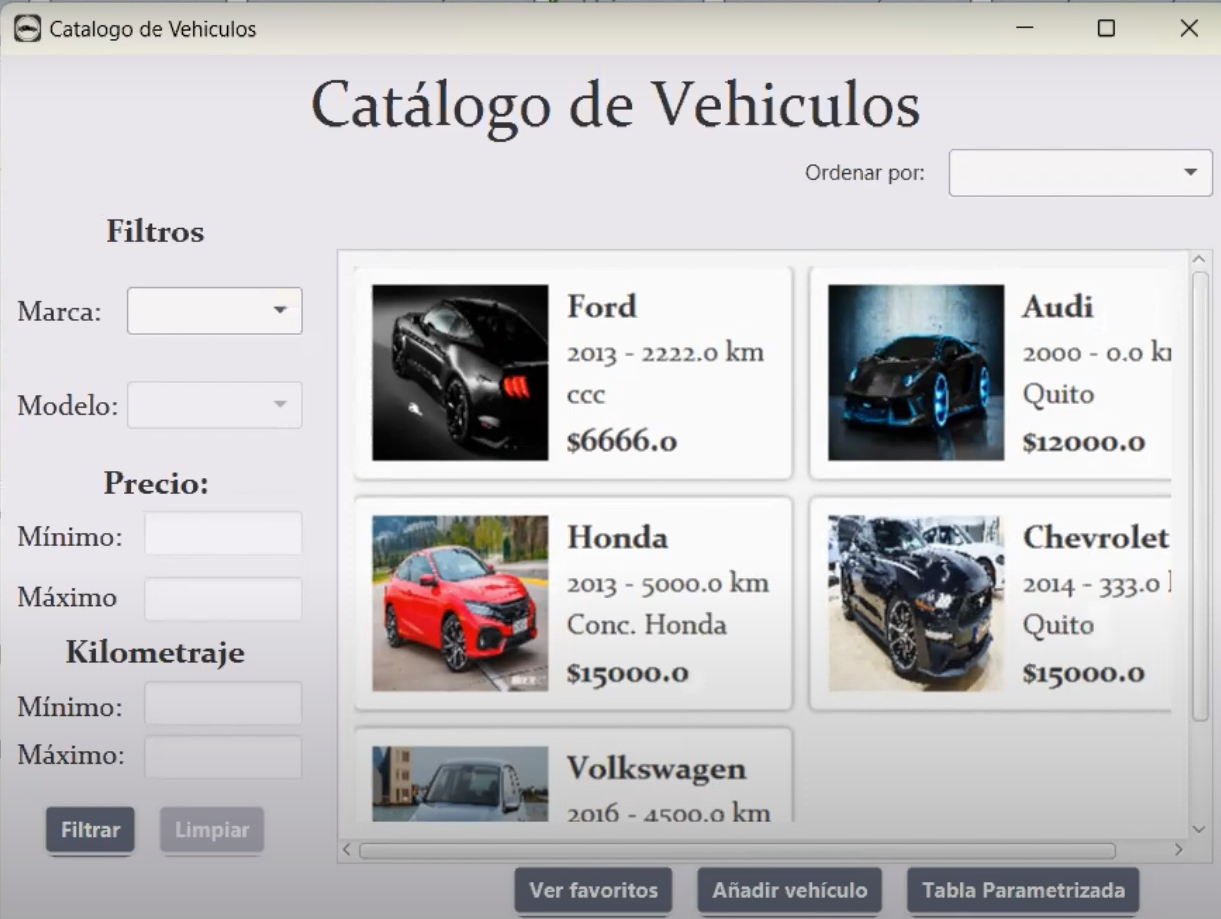 Catalogo de Vehiculos
Catálogo de Vehiculos
Ordenar por:
Filtros
Marca:
Modelo:
Precio:
Mínimo:
Máximo
Kilometraje
Mínimo:
Máximo:
Filtrar
Limpiar
Ford
2013 - 2222.0 km
ccc
$6666.0
Audi
2000 - 0.0
Quito
$12000.0
Honda
2013 - 5000.0 km
Conc. Honda
$15000.0
Chevrolet
2014 - 333.0
Quito
$15000.0
Volkswagen
2016 - 4500.0 km
Ver favoritos
Añadir vehículo
Tabla Parametrizada